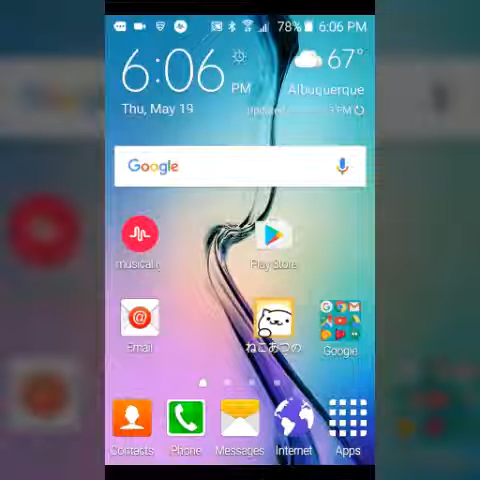 78% 6:06 PM
6:06 PM
67°
Albuquerque
Thu, May 19
Google
musical.ly
Play Store
@
Email
ねこあつめ
Google
Contacts
Phone
Messages
Internet
Apps